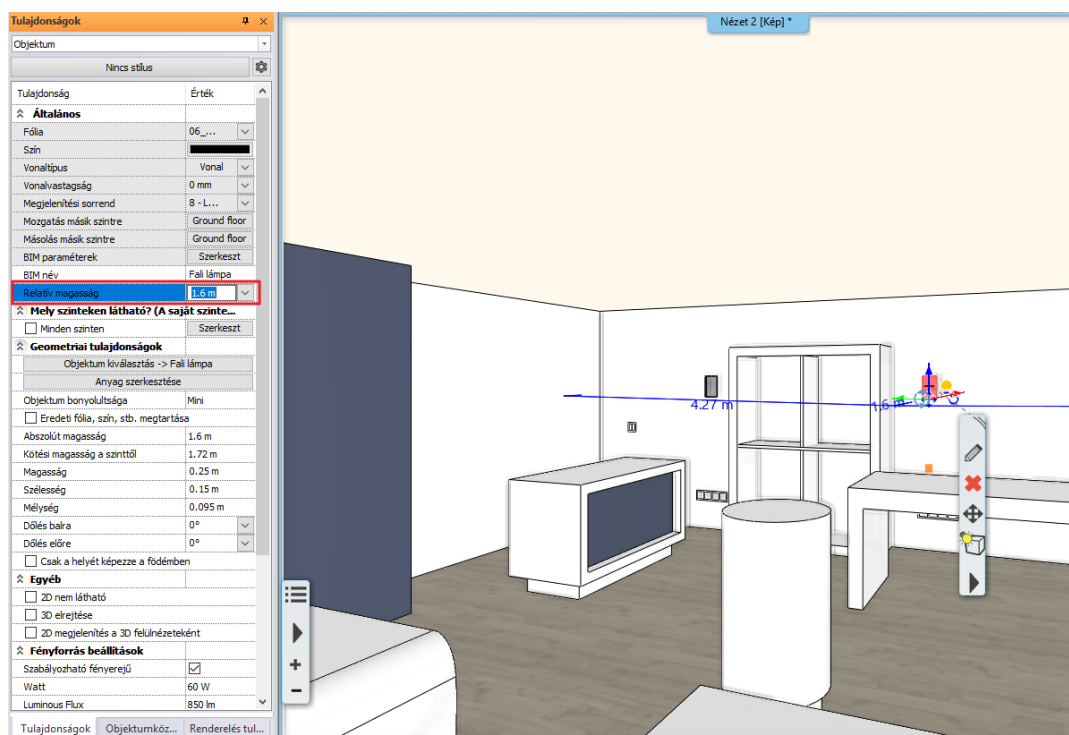 Tulajdonságok
Objektum
Nincs stílus
Tulajdonság Érték
Általános
Fólia 06_...
Szín
Vonaltípus Vonal
Vonalvastagság 0 mm
Megjelenítési sorrend 8 - L...
Mozgatás másik szintre Ground floor
Másolás másik szintre Ground floor
BIM paraméterek Szerkeszt
BIM név Fali lámpa
Relatív magasság 1.6 m
Mely szinteken látható? (A saját szinte...
Minden szinten Szerkeszt
Geometriai tulajdonságok
Objektum kiválasztás -> Fali lámpa
Anyag szerkesztése
Objektum bonyolultsága Mini
Eredeti fólia, szín, stb. megtartása
Abszolút magasság 1.6 m
Kötési magasság a szinttől 1.72 m
Magasság 0.25 m
Szélesség 0.15 m
Mélység 0.095 m
Dőlés balra 0°
Dőlés előre 0°
Csak a helyét képezze a födémben
Egyéb
2D nem látható
3D elrejtése
2D megjelenítés a 3D felülnézeteként
Fényforrás beállítások
Szabályozható fényerejű
Watt 60 W
Luminous Flux 850 lm
Tulajdonságok Objektumköz... Renderelés tul...
Nézet 2 [Kép] *
4.27 m
1.6 m